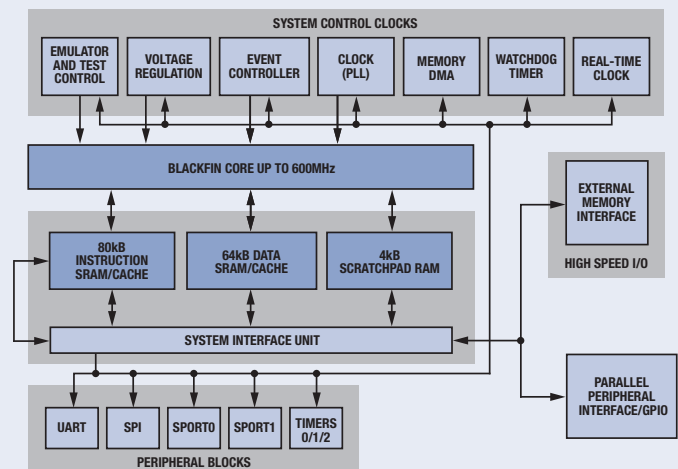 SYSTEM CONTROL CLOCKS
EMULATOR
AND TEST
CONTROL
VOLTAGE
REGULATION
EVENT
CONTROLLER
CLOCK
(PLL)
MEMORY
DMA
WATCHDOG
TIMER
REAL-TIME
CLOCK
BLACKFIN CORE UP TO 600MHz
EXTERNAL
MEMORY
INTERFACE
HIGH SPEED I/O
80kB
INSTRUCTION
SRAM/CACHE
64kB DATA
SRAM/CACHE
4kB
SCRATCHPAD RAM
SYSTEM INTERFACE UNIT
PARALLEL
PERIPHERAL
INTERFACE/GPIO
UART
SPI
SPORT0
SPORT1
TIMERS
0/1/2
PERIPHERAL BLOCKS